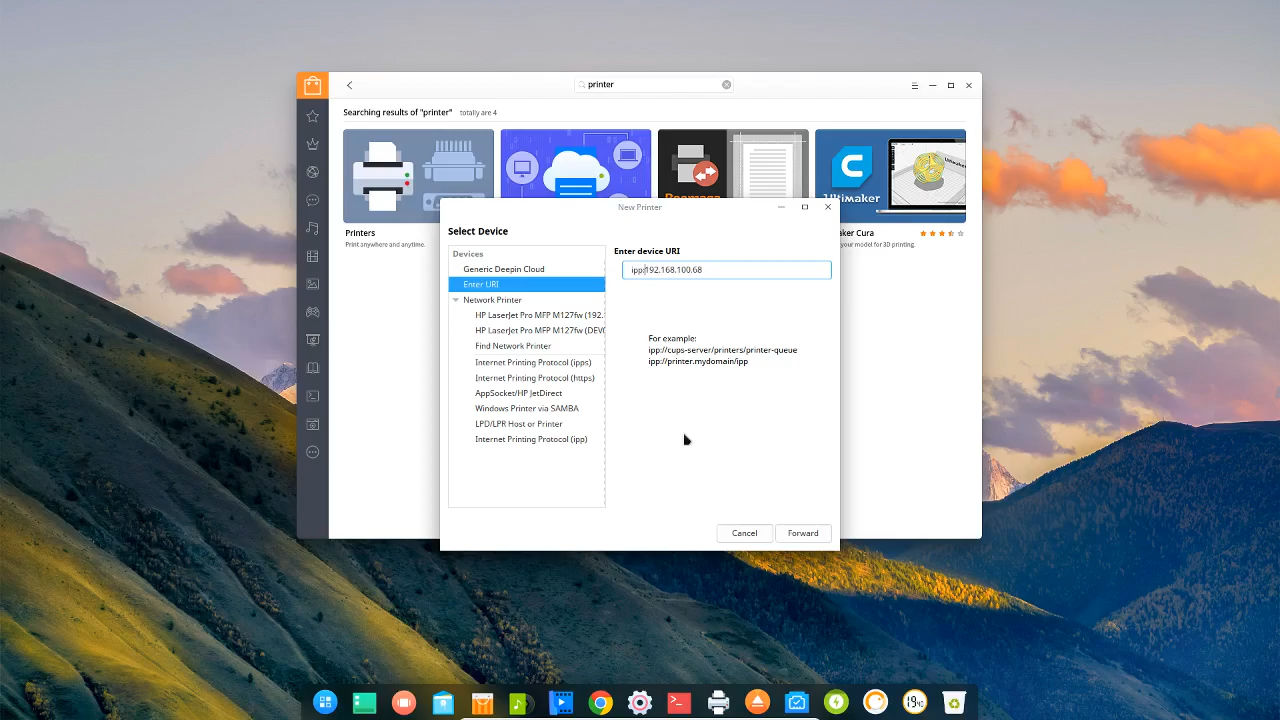 printer
Searching results of "printer" totally are 4
Ultimaker
Printers
Print anywhere and anytime.
aker Cura
your model for 3D printing.
New Printer
Select Device
Devices
Generic Deepin Cloud
Enter URI
Network Printer
HP LaserJet Pro MFP M127fw (192.
HP LaserJet Pro MFP M127fw (DEV
Find Network Printer
Internet Printing Protocol (ipps)
Internet Printing Protocol (https)
AppSocket/HP JetDirect
Windows Printer via SAMBA
LPD/LPR Host or Printer
Internet Printing Protocol (ipp)
Enter device URI
ipp:192.168.100.68
For example:
ipp://cups-server/printers/printer-queue
ipp://printer.mydomain/ipp
Cancel
Forward